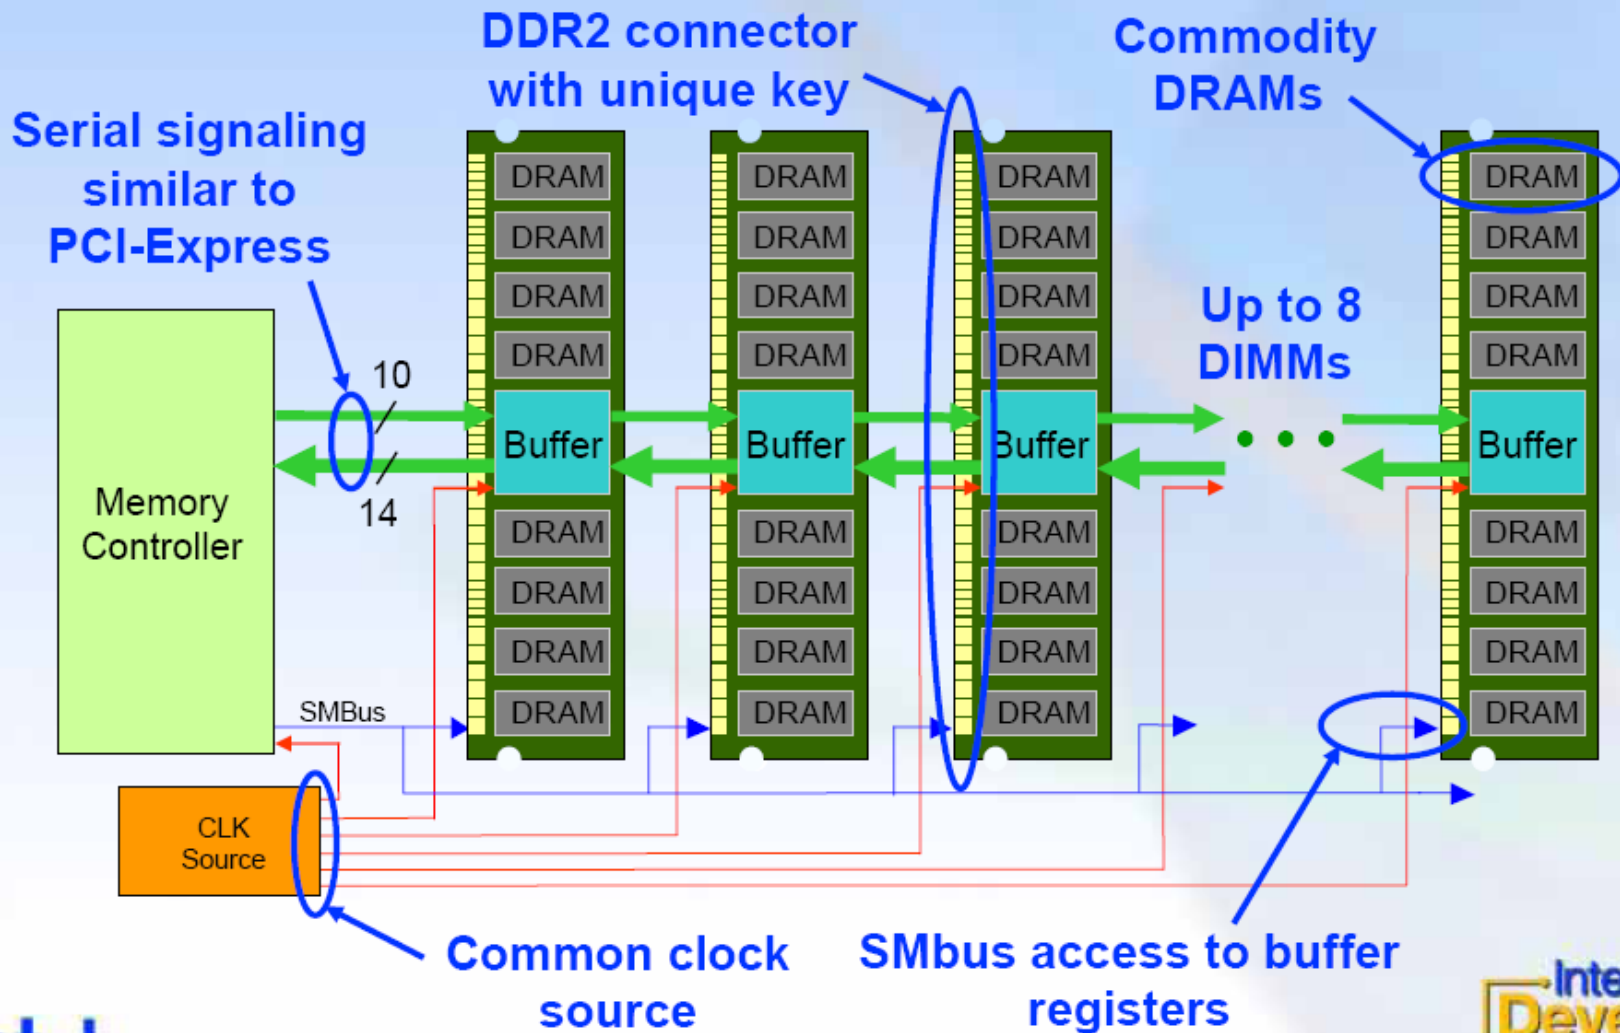 DDR2 connector
with unique key
Commodity
DRAMs
Serial signaling
similar to
PCI-Express
Up to 8
DIMMs
10
14
Memory
Controller
DRAM
DRAM
DRAM
DRAM
Buffer
DRAM
DRAM
DRAM
DRAM
DRAM
DRAM
DRAM
DRAM
Buffer
DRAM
DRAM
DRAM
DRAM
DRAM
DRAM
DRAM
DRAM
Buffer
DRAM
DRAM
DRAM
DRAM
DRAM
DRAM
DRAM
DRAM
Buffer
DRAM
DRAM
DRAM
DRAM
SMBus
CLK
Source
Common clock
source
SMbus access to buffer
registers